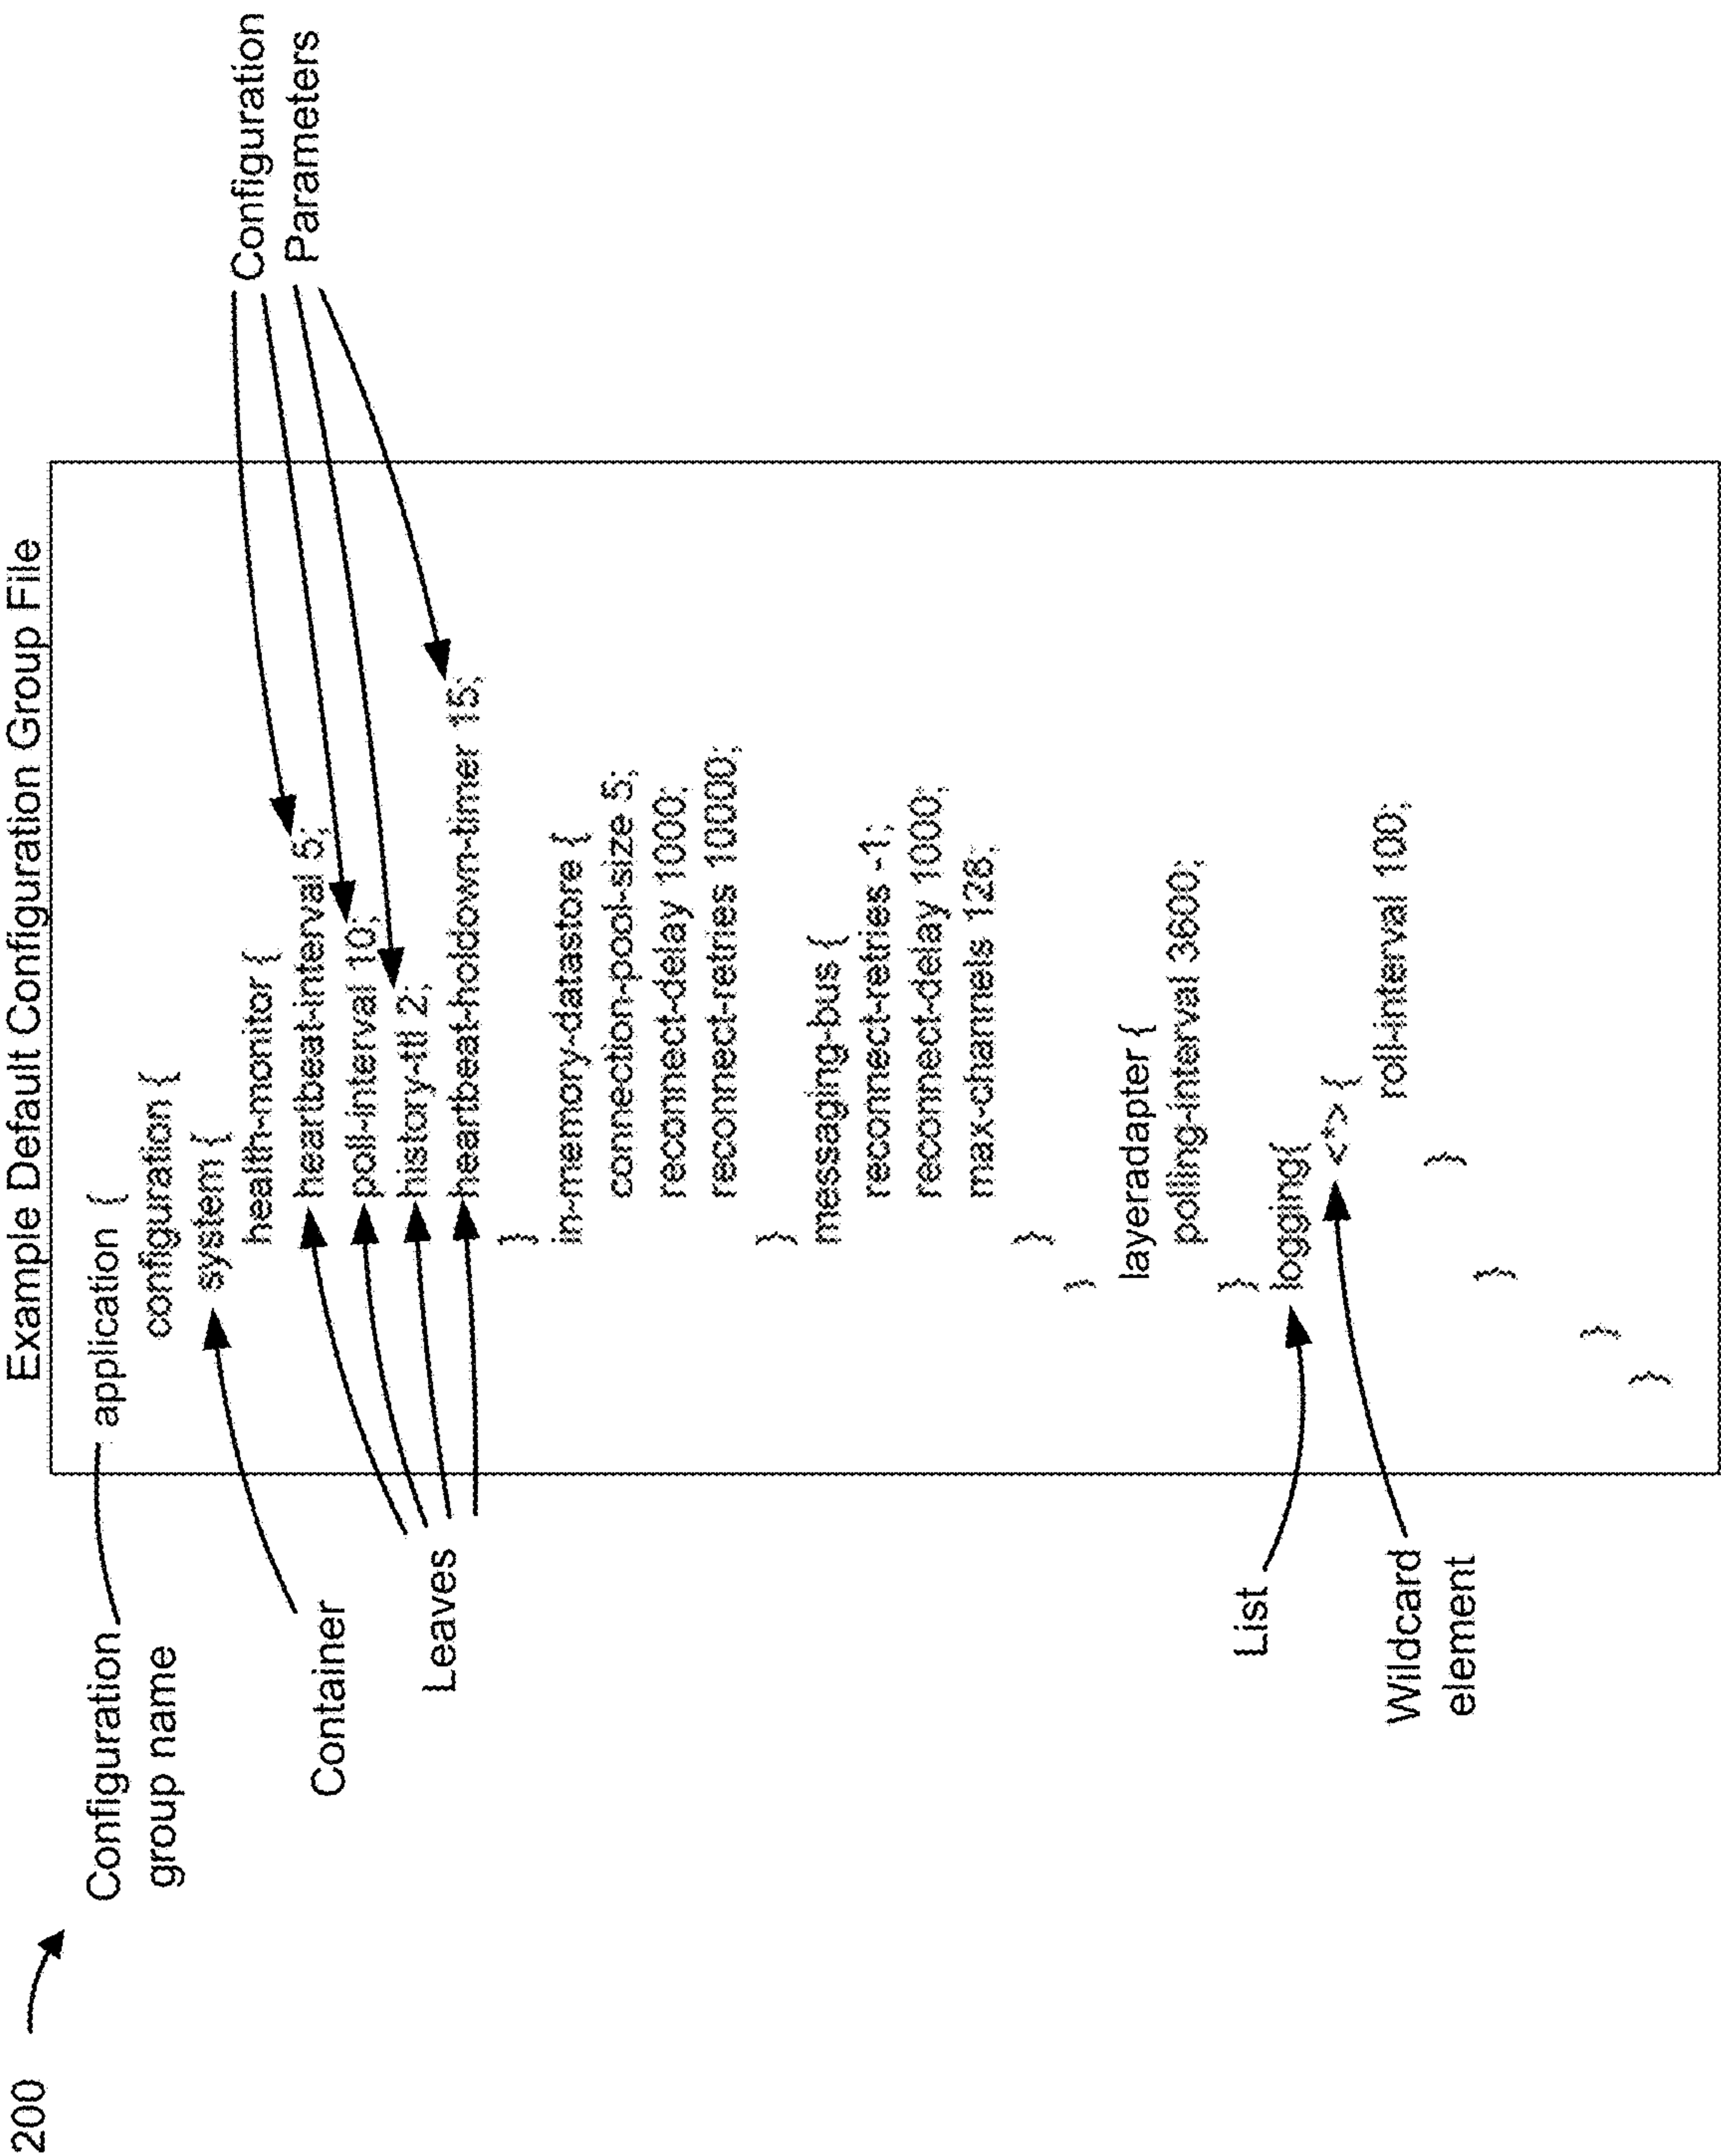 200
Example Default Configuration Group File
Configuration
group name
application {
configuration {
Container
system {
health-monitor {
Leaves
heartbeat-interval 5;
poll-interval 10;
history-ttl 2;
heartbeat-holdown-timer 15;
Configuration
Parameters
}
in-memory-datastore {
connection-pool-size 5;
reconnect-delay 1000;
reconnect-retries 10000;
}
messaging-bus {
reconnect-retries -1;
reconnect-delay 1000;
max-channels 128;
}
}
layeradapter {
polling-interval 3600;
}
List
logging{
Wildcard
element
<*> {
roll-interval 100;
}
}
}
}